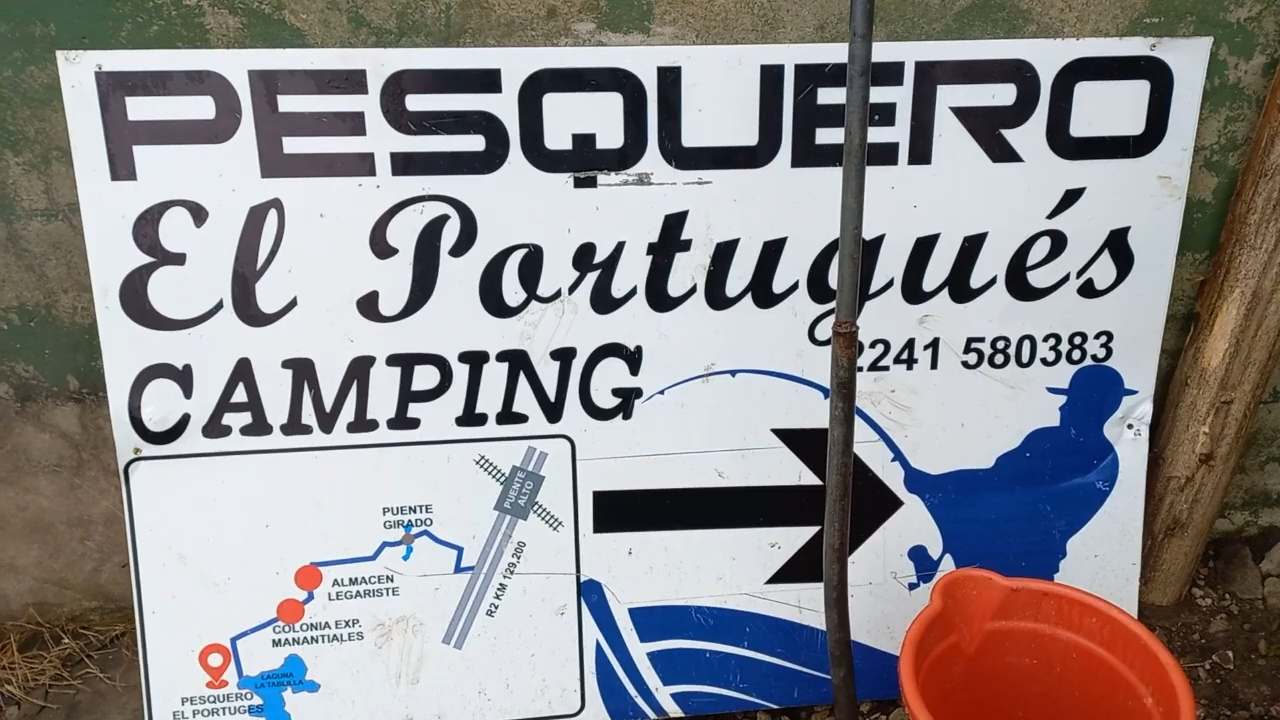 PESQUERO
El Portugués
2241 580383
CAMPING
PUENTE
ALTO
PUENTE
GIRADO
R2 KM 129,200
ALMACEN
LEGARISTE
COLONIA EXP.
MANANTIALES
LAGUNA
LA TABLILLA
PESQUERO
EL PORTUGES